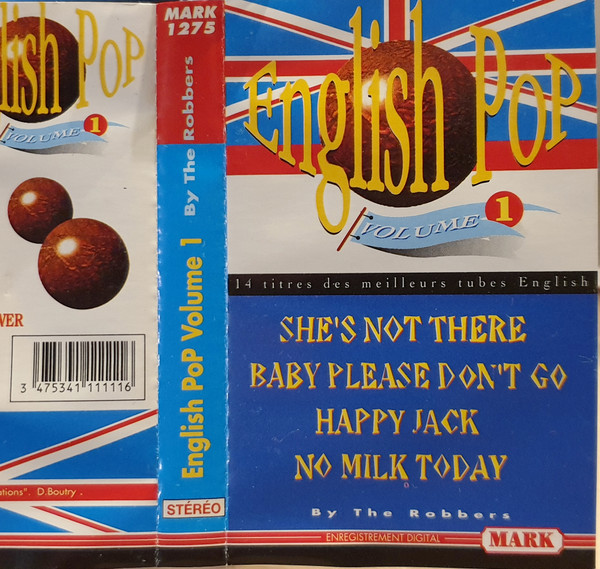 lish PoP
VOLUME 1
VER
3 475341 111116
ations". D.Boutry .
MARK
1275
English PoP Volume 1 By The Robbers
STÉRÉO
English PoP
VOLUME 1
14 titres des meilleurs tubes English
SHE'S NOT THERE
BABY PLEASE DON'T GO
HAPPY JACK
NO MILK TODAY
By The Robbers
ENREGISTREMENT DIGITAL
MARK